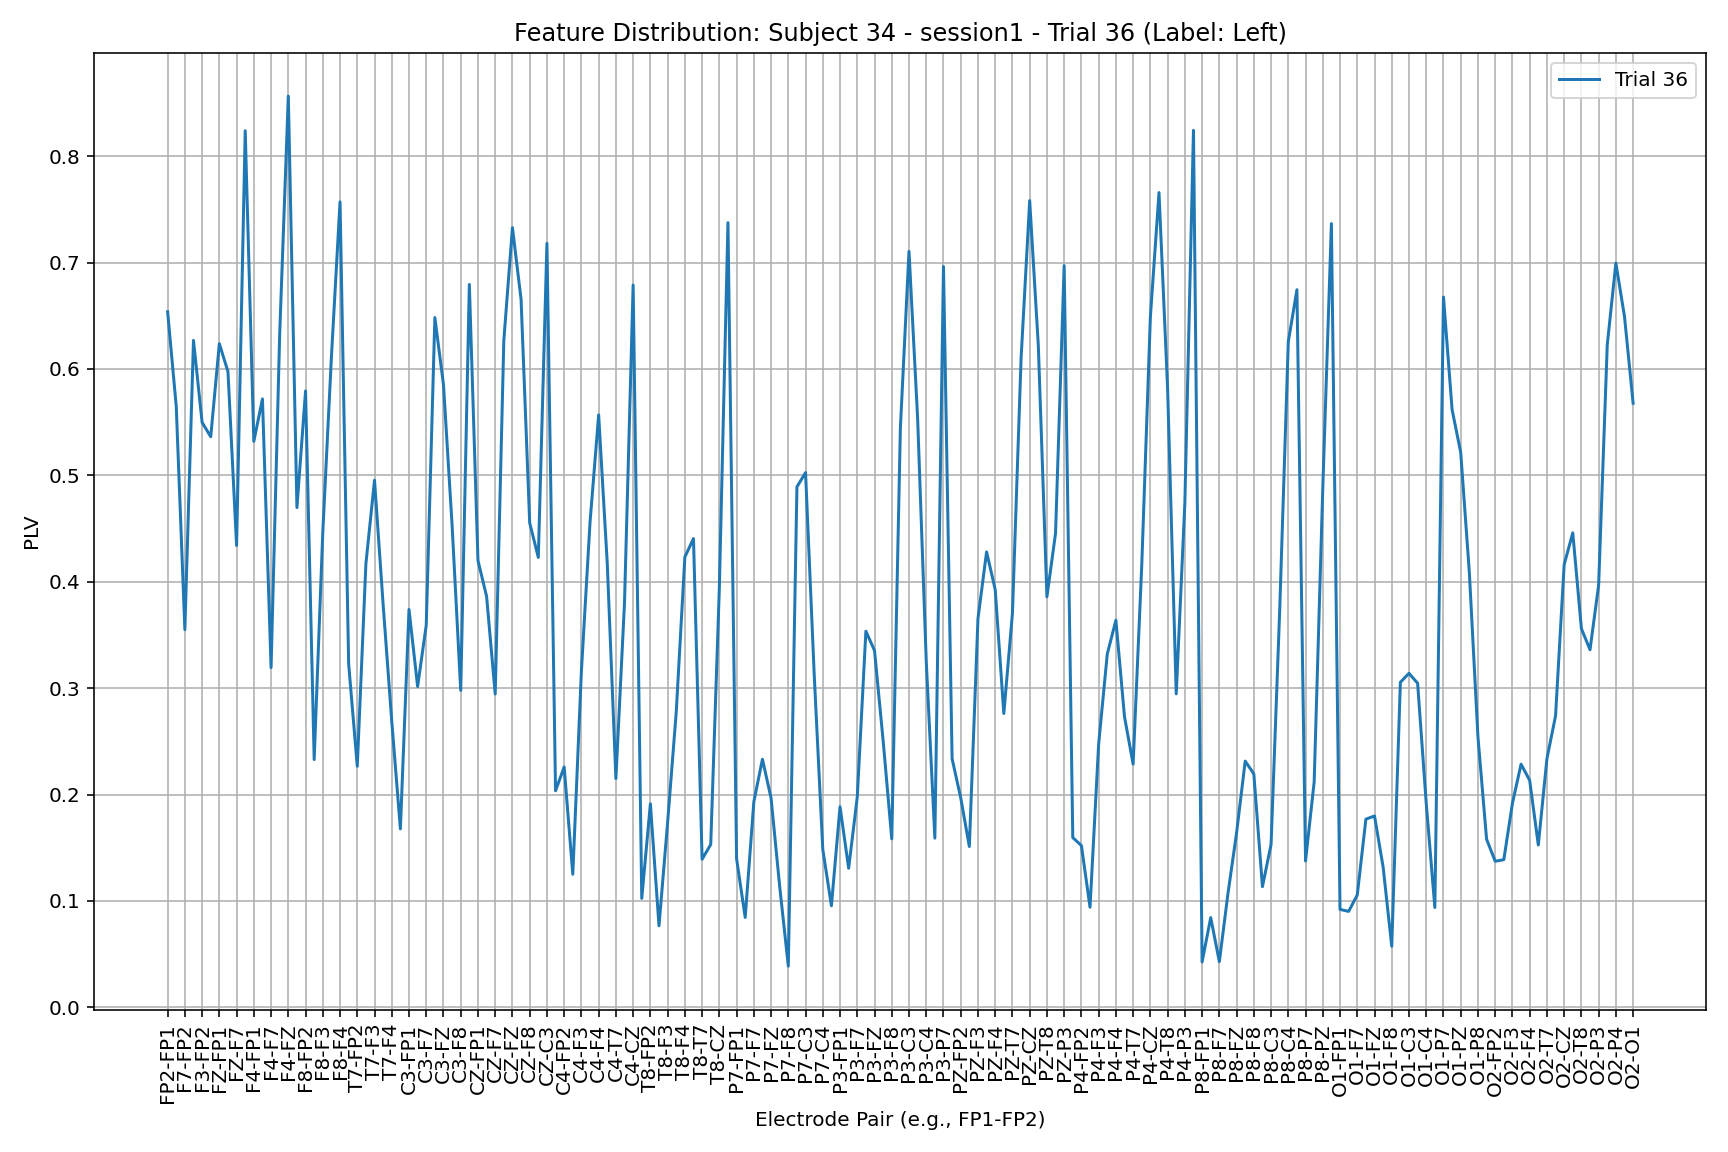 Feature Distribution: Subject 34 - session1 - Trial 36 (Label: Left)
Trial 36
PLV
0.8
0.7
0.6
0.5
0.4
0.3
0.2
0.1
0.0
FP2-FP1
F7-FP2
F3-FP2
FZ-FP1
FZ-F7
F4-FP1
F4-F7
F4-FZ
F8-FP2
F8-F3
F8-F4
T7-FP2
T7-F3
T7-F4
C3-FP1
C3-F7
C3-FZ
C3-F8
CZ-FP1
CZ-F7
CZ-FZ
CZ-F8
CZ-C3
C4-FP2
C4-F3
C4-F4
C4-T7
C4-CZ
T8-FP2
T8-F3
T8-F4
T8-T7
T8-CZ
P7-FP1
P7-F7
P7-FZ
P7-F8
P7-C3
P7-C4
P3-FP1
P3-F7
P3-FZ
P3-F8
P3-C3
P3-C4
P3-P7
PZ-FP2
PZ-F3
PZ-F4
PZ-T7
PZ-CZ
PZ-T8
PZ-P3
P4-FP2
P4-F3
P4-F4
P4-T7
P4-CZ
P4-T8
P4-P3
P8-FP1
P8-F7
P8-FZ
P8-F8
P8-C3
P8-C4
P8-P7
P8-PZ
O1-FP1
O1-F7
O1-FZ
O1-F8
O1-C3
O1-C4
O1-P7
O1-PZ
O1-P8
O2-FP2
O2-F3
O2-F4
O2-T7
O2-CZ
O2-T8
O2-P3
O2-P4
O2-O1
Electrode Pair (e.g., FP1-FP2)